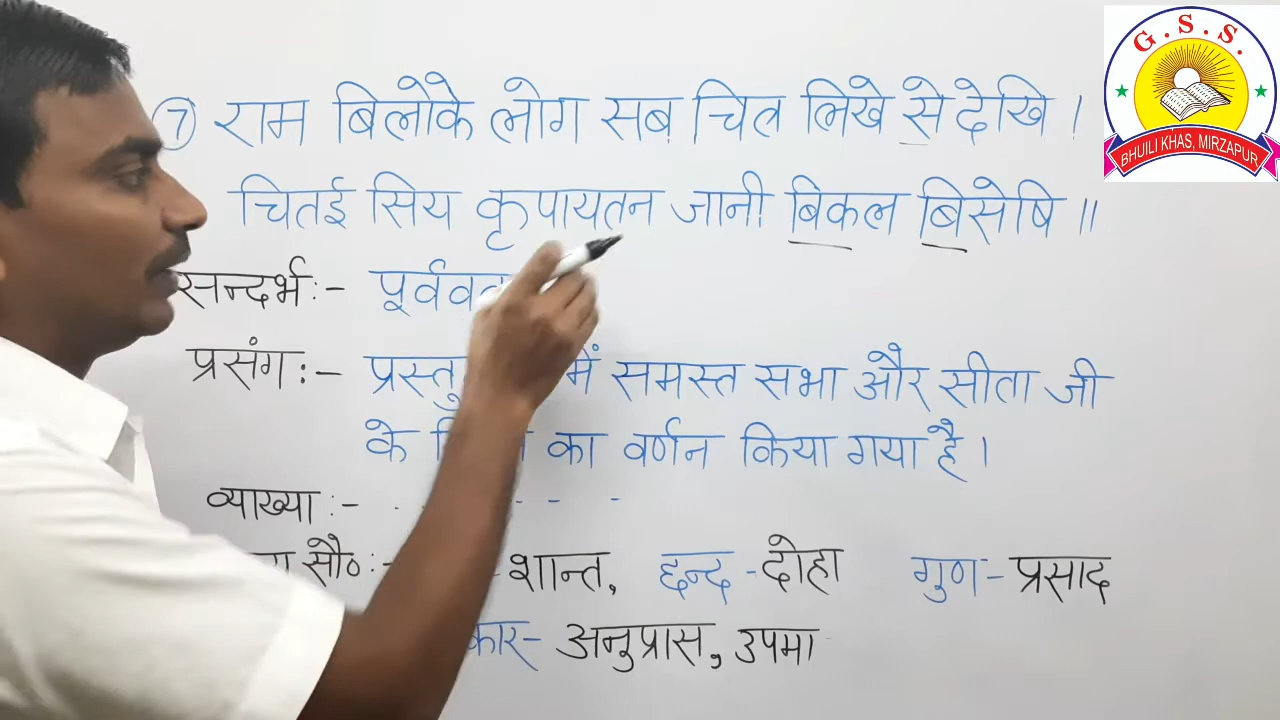 G.S.S.
BHUILI KHAS, MIRZAPUR
7 राम बिलोके लोग सब चित्र लिखे से देखि ।
चितई सिय कृपायतन जानी बिकल बिसेषि ॥
सन्दर्भ:- पूर्ववत
प्रसंग:- में समस्त सभा और सीता जी
के का वर्णन किया गया है।
व्याख्या:- - - -
सौ०:- शान्त, छन्द - दोहा गुण - प्रसाद
अनुप्रास, उपमा